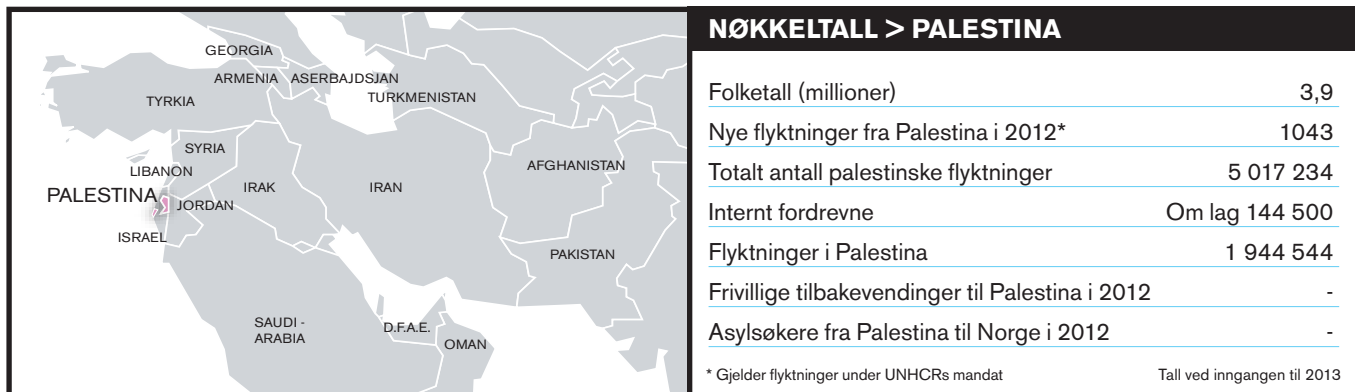 GEORGIA
ARMENIA ASERBAJDSJAN
TYRKIA
TURKMENISTAN
SYRIA
LIBANON
AFGHANISTAN
PALESTINA
IRAK
IRAN
JORDAN
ISRAEL
PAKISTAN
SAUDI -
ARABIA
D.F.A.E.
OMAN
NØKKELTALL > PALESTINA
Folketall (millioner) 3,9
Nye flyktninger fra Palestina i 2012* 1043
Totalt antall palestinske flyktninger 5 017 234
Internt fordrevne Om lag 144 500
Flyktninger i Palestina 1 944 544
Frivillige tilbakevendinger til Palestina i 2012 -
Asylsøkere fra Palestina til Norge i 2012 -
* Gjelder flyktninger under UNHCRs mandat Tall ved inngangen til 2013